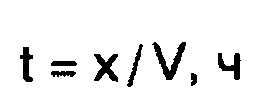 t = x / V, ч